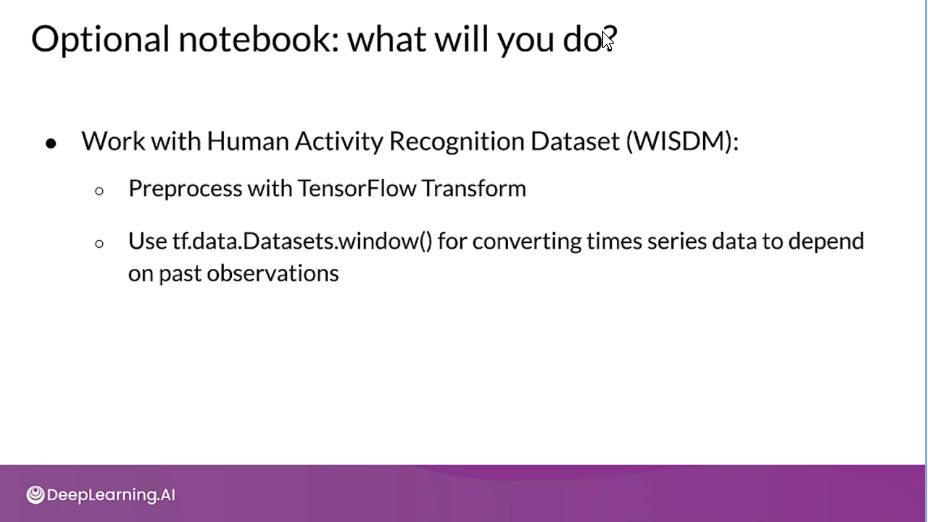 Optional notebook: what will you do?
● Work with Human Activity Recognition Dataset (WISDM):
○ Preprocess with TensorFlow Transform
○ Use tf.data.Datasets.window() for converting times series data to depend
on past observations
DeepLearning.AI